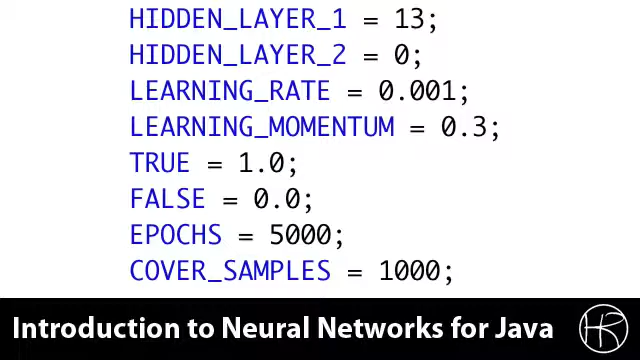 HIDDEN_LAYER_1 = 13;
HIDDEN_LAYER_2 = 0;
LEARNING_RATE = 0.001;
LEARNING_MOMENTUM = 0.3;
TRUE = 1.0;
FALSE = 0.0;
EPOCHS = 5000;
COVER_SAMPLES = 1000;
Introduction to Neural Networks for Java